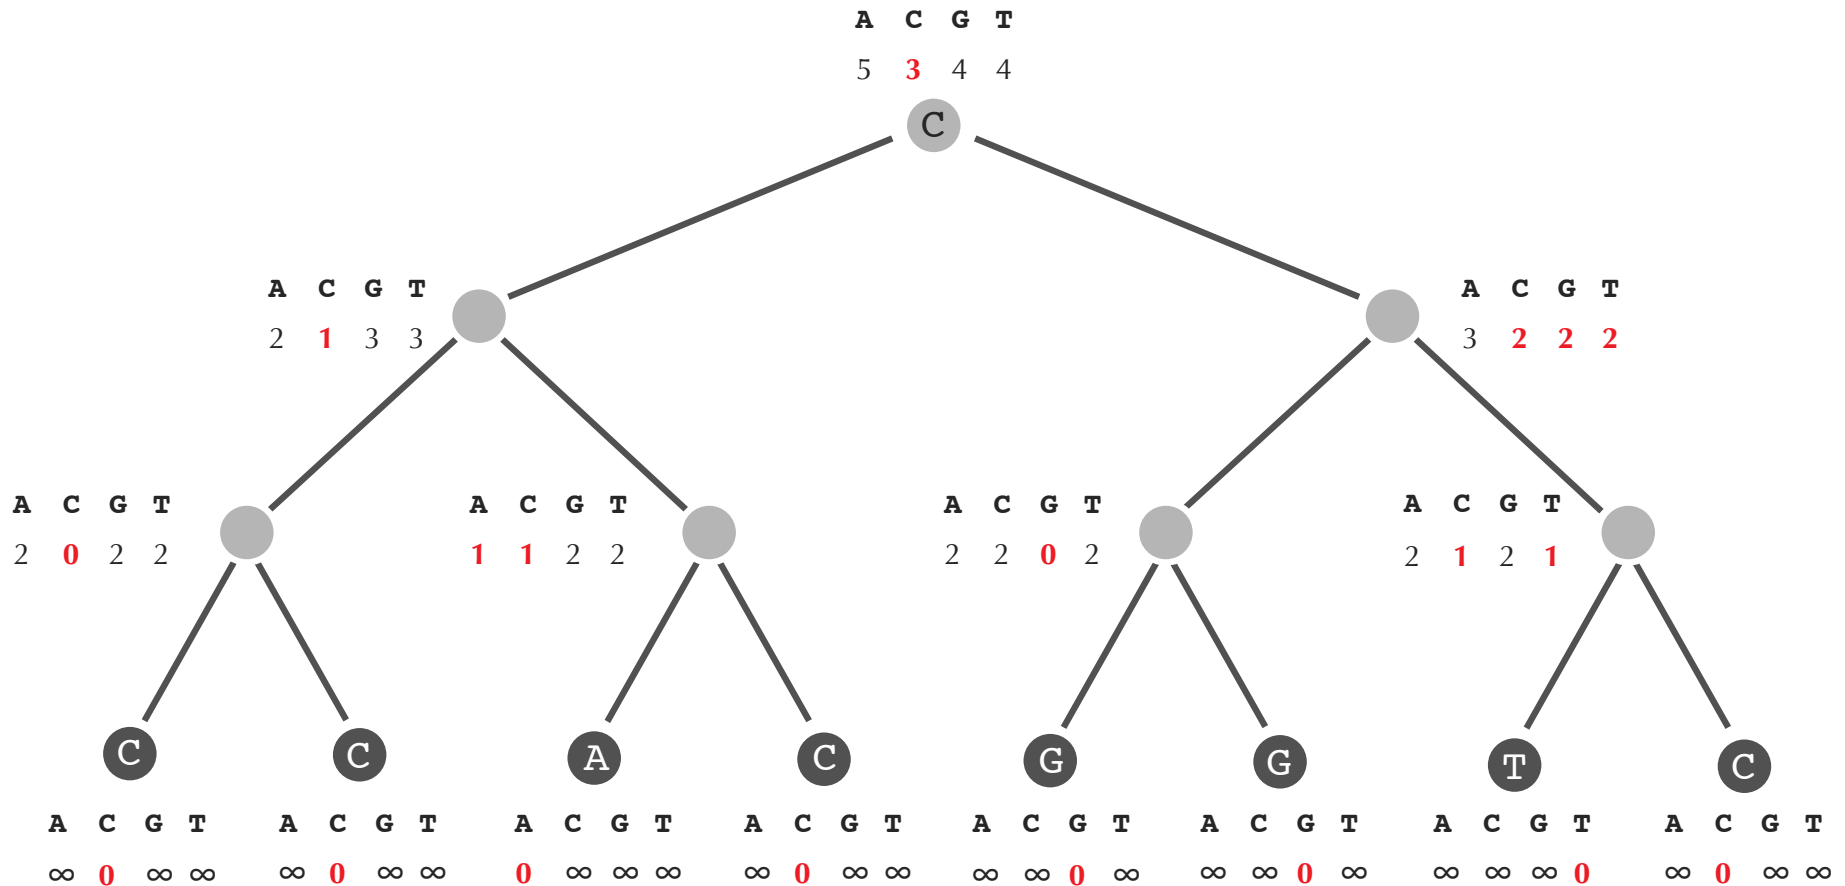 A C G T
5 3 4 4
C
A C G T
2 1 3 3
A C G T
3 2 2 2
A C G T
2 0 2 2
A C G T
1 1 2 2
A C G T
2 2 0 2
A C G T
2 1 2 1
C
C
A
C
G
G
T
C
A C G T
∞ 0 ∞ ∞
A C G T
∞ 0 ∞ ∞
A C G T
0 ∞ ∞ ∞
A C G T
∞ 0 ∞ ∞
A C G T
∞ ∞ 0 ∞
A C G T
∞ ∞ 0 ∞
A C G T
∞ ∞ ∞ 0
A C G T
∞ 0 ∞ ∞